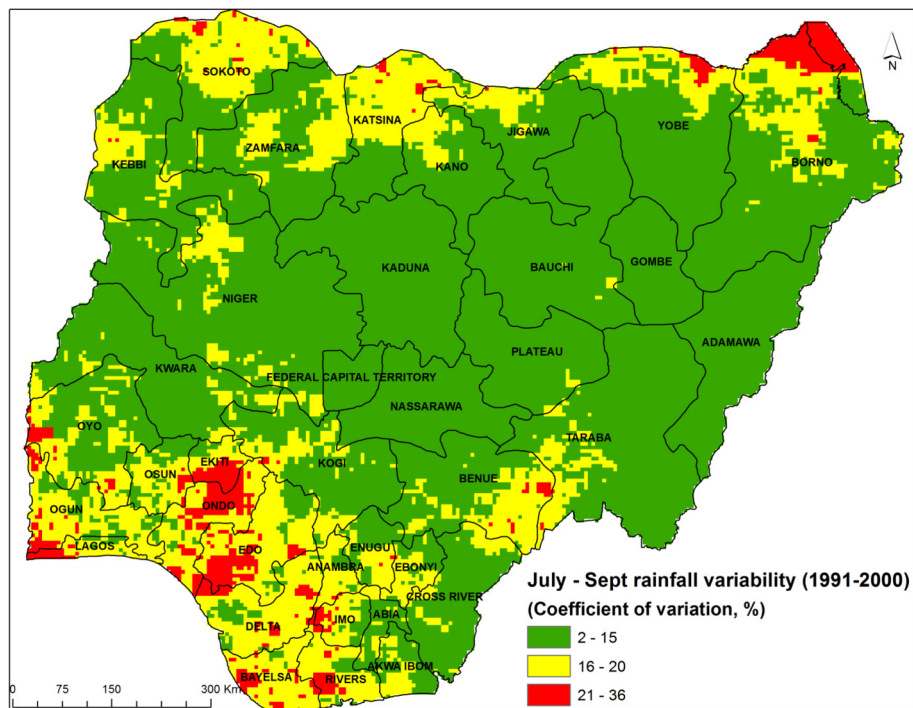 N
SOKOTO
KATSINA
JIGAWA
YOBE
ZAMFARA
KEBBI
KANO
BORNO
KADUNA
BAUCHI
GOMBE
NIGER
ADAMAWA
PLATEAU
KWARA
FEDERAL CAPITAL TERRITORY
NASSARAWA
OYO
TARABA
EKITI
KOGI
OSUN
BENUE
OGUN
ONDO
LAGOS
EDO
ENUGU
ANAMBRA
EBONYI
CROSS RIVER
DELTA
IMO
ABIA
AKWA IBOM
BAYELSA
RIVERS
July - Sept rainfall variability (1991-2000)
(Coefficient of variation, %)
2 - 15
16 - 20
21 - 36
0 75 150 300 Km